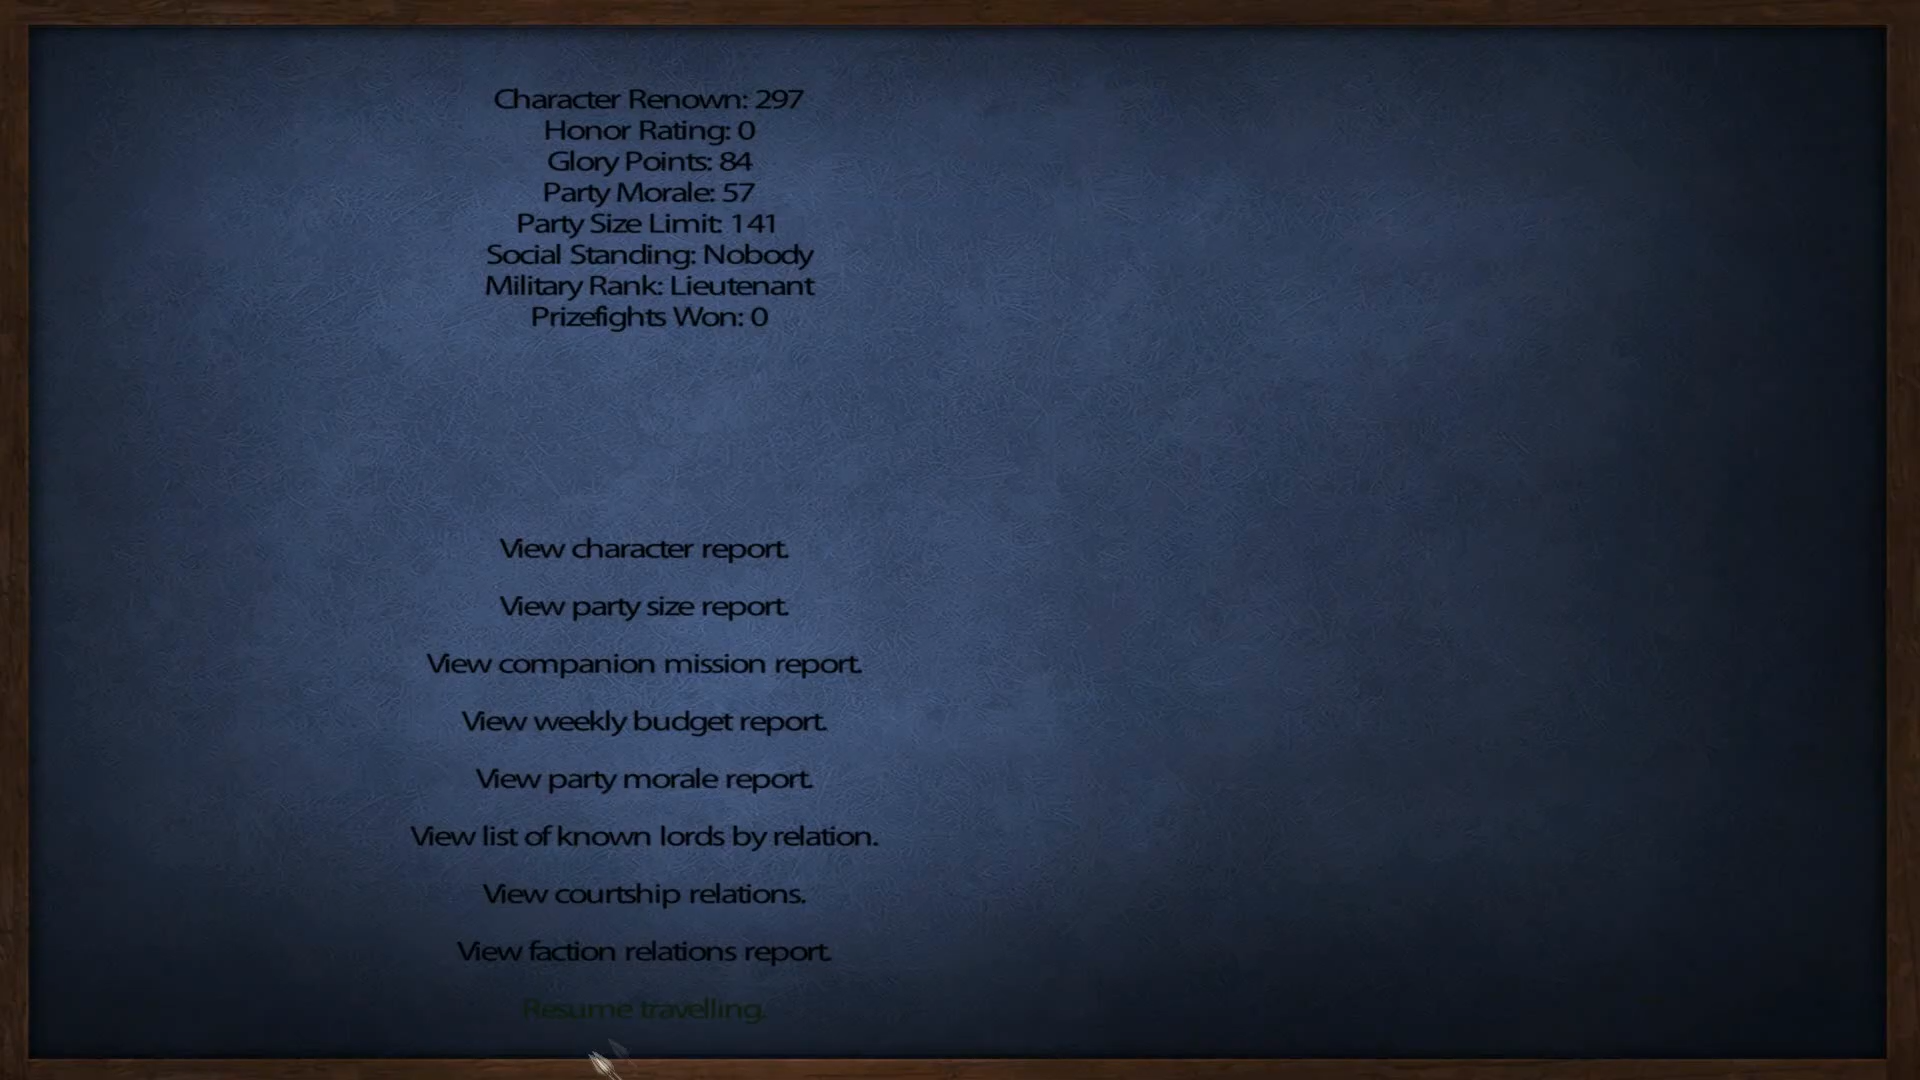 Character Renown: 297
Honor Rating: 0
Glory Points: 84
Party Morale: 57
Party Size Limit: 141
Social Standing: Nobody
Military Rank: Lieutenant
Prizefights Won: 0
View character report.
View party size report.
View companion mission report.
View weekly budget report.
View party morale report.
View list of known lords by relation.
View courtship relations.
View faction relations report.
Resume travelling.